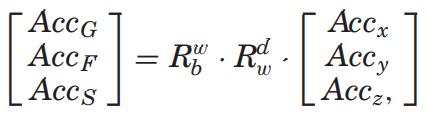 [ Acc_G ] [ Acc_x ]
[ Acc_F ] = R_b^w · R_w^d · [ Acc_y ]
[ Acc_S ] [ Acc_z, ]